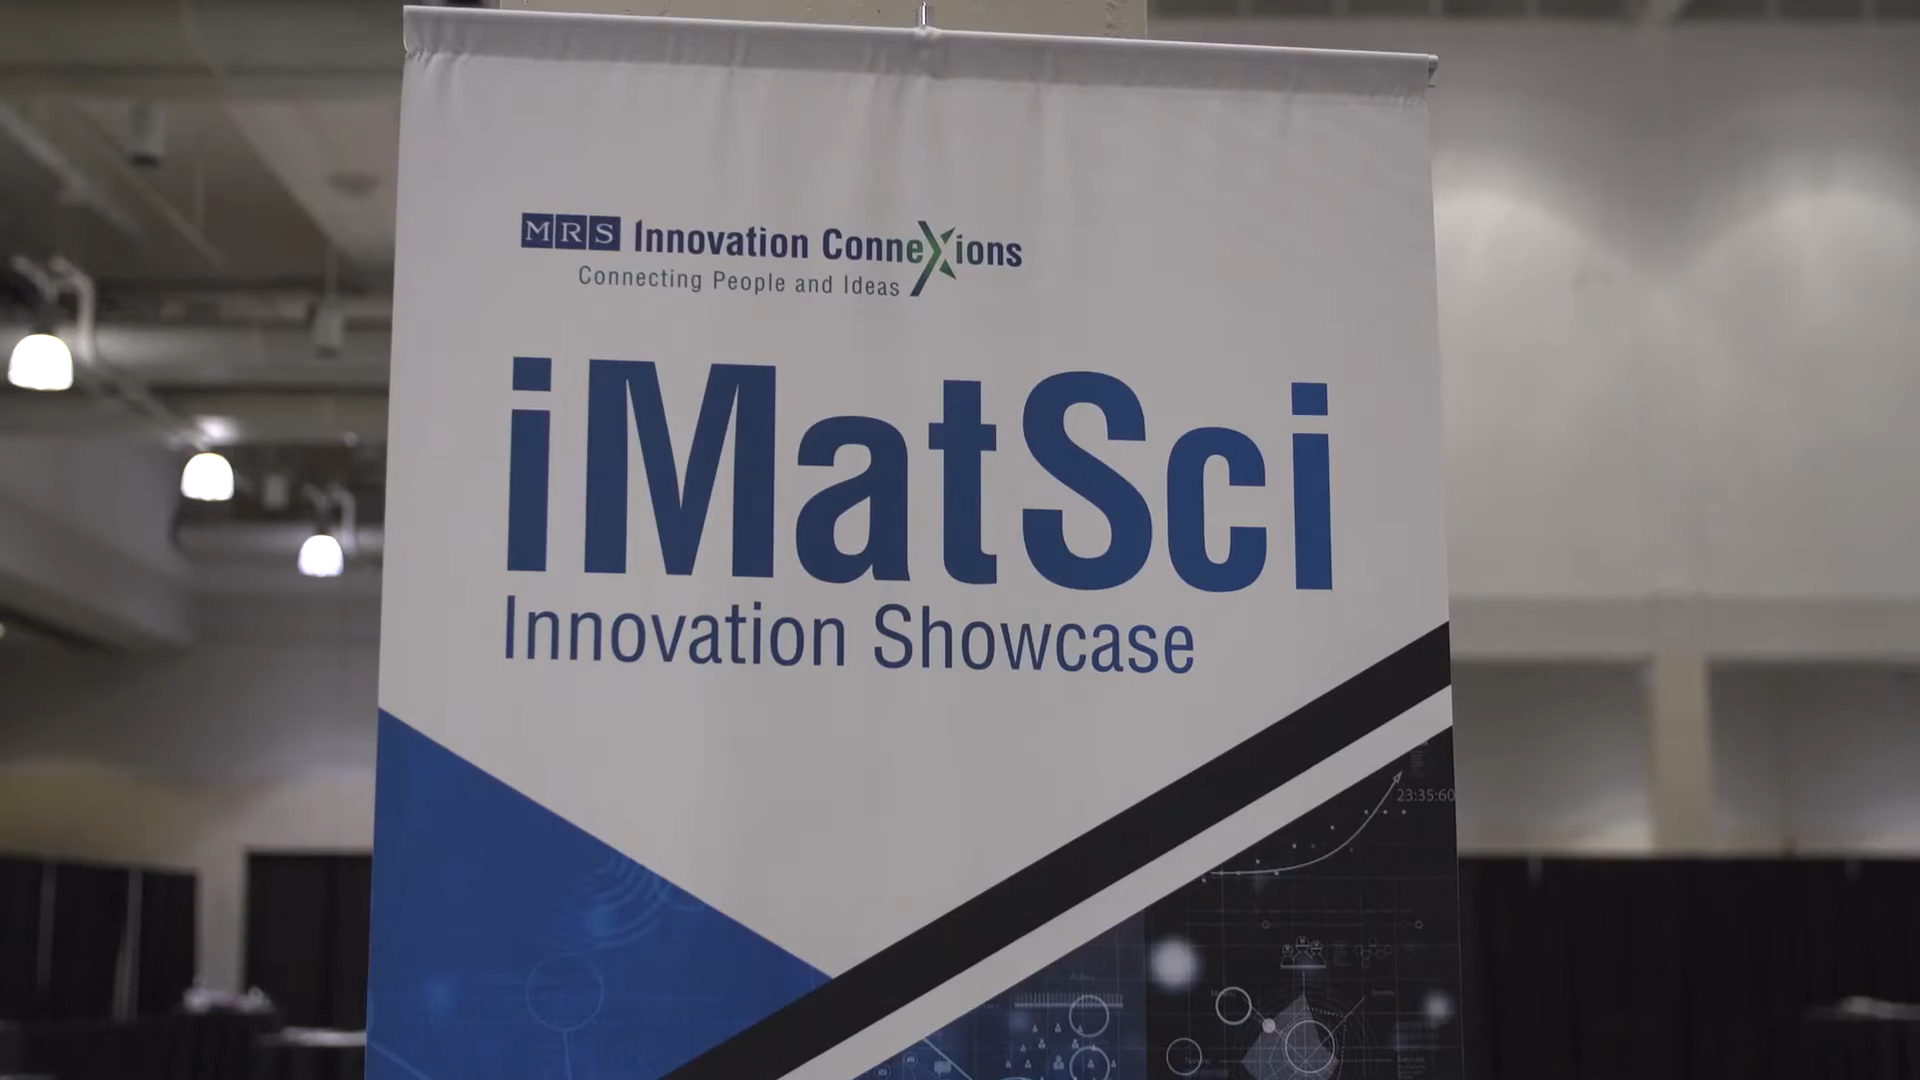 MRS Innovation ConneXions
Connecting People and Ideas
iMatSci
Innovation Showcase
23:35:60